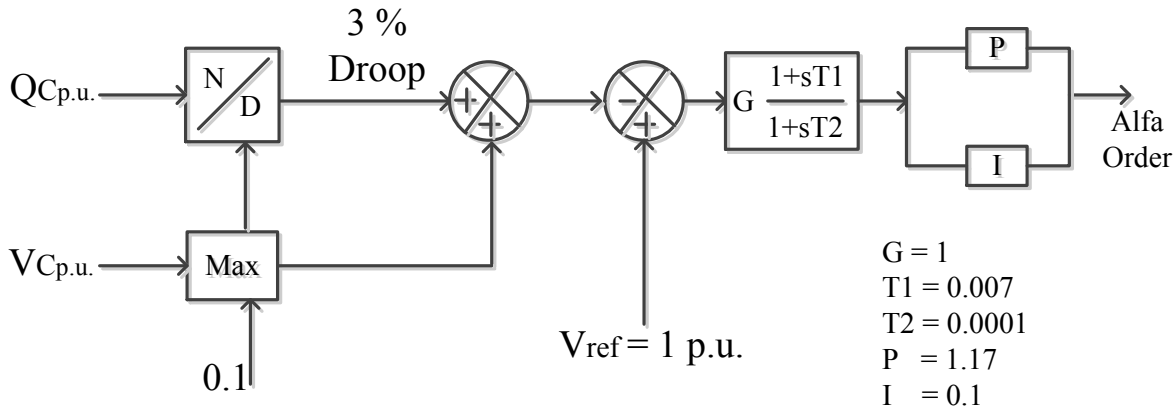 3 %
Droop
QCp.u.
N
D
+
+
-
+
G 1+sT1
1+sT2
P
I
Alfa
Order
VCp.u.
Max
0.1
Vref = 1 p.u.
G = 1
T1 = 0.007
T2 = 0.0001
P = 1.17
I = 0.1